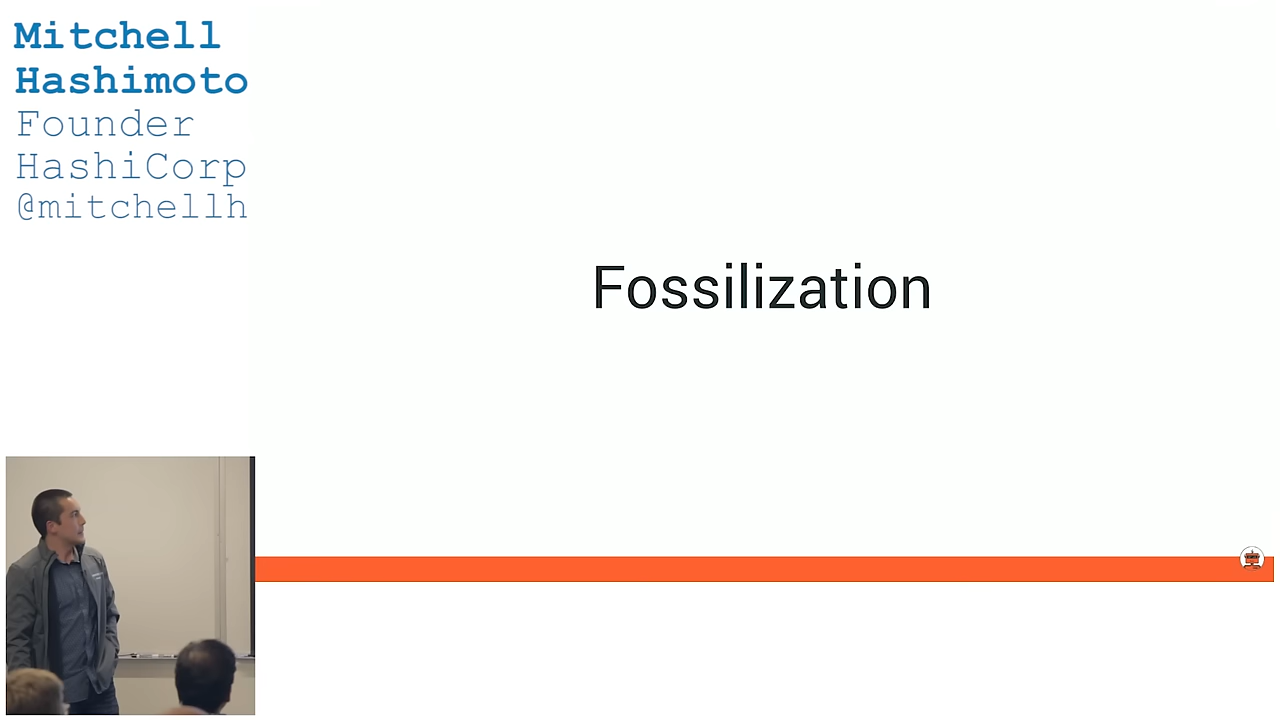 Mitchell
Hashimoto
Founder
HashiCorp
@mitchellh
Fossilization